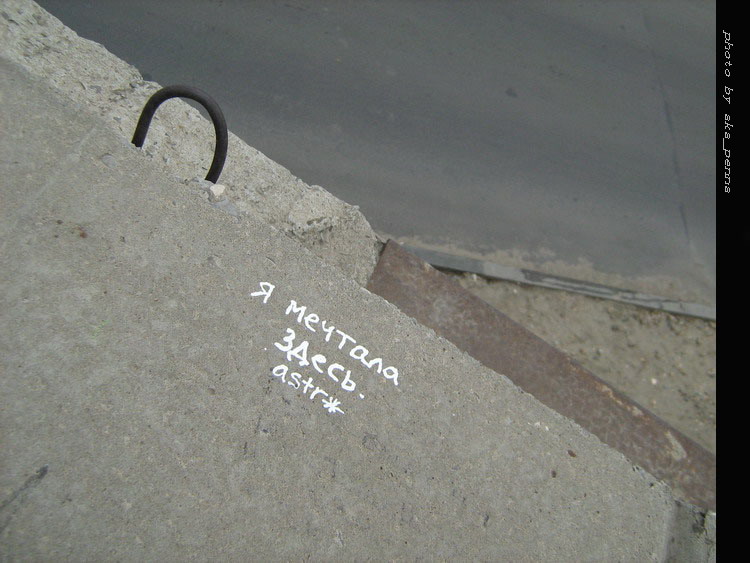 я мечтала
здесь.
astr*
photo by aka_penna